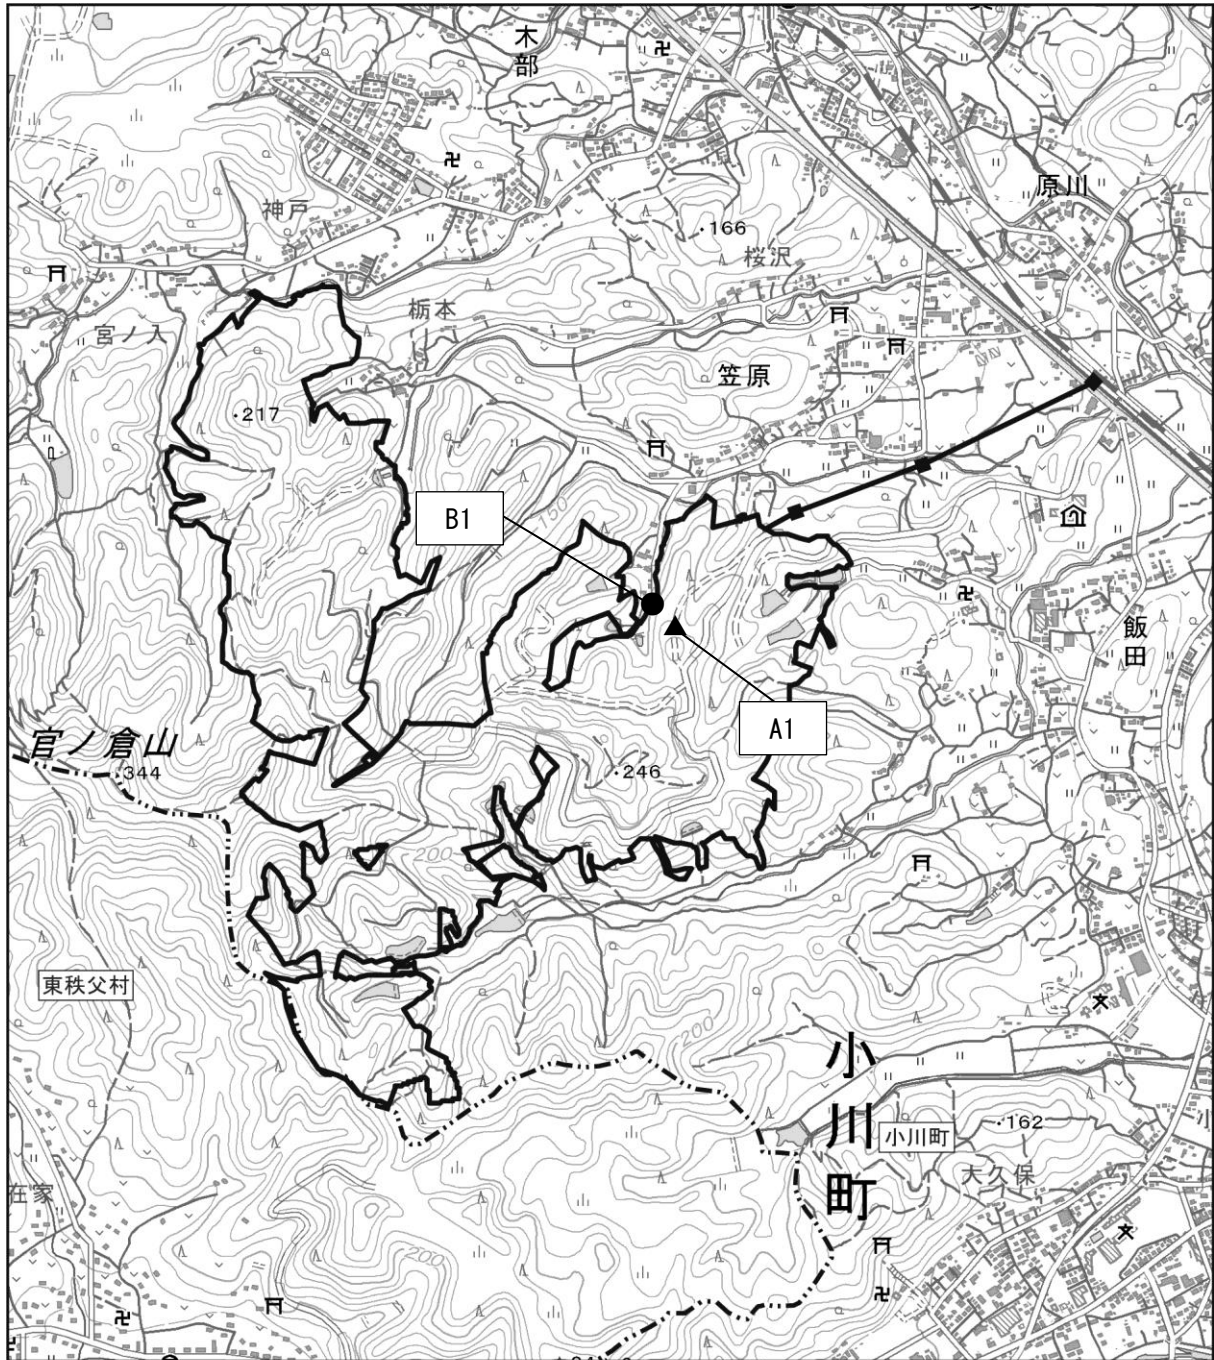 木部
原川
神戸
・166
桜沢
栃本
宮ノ入
笠原
・217
B1
150
飯田
A1
官ノ倉山
344
・246
200
東秩父村
200
小川町
小川町
・162
大久保
在家
200